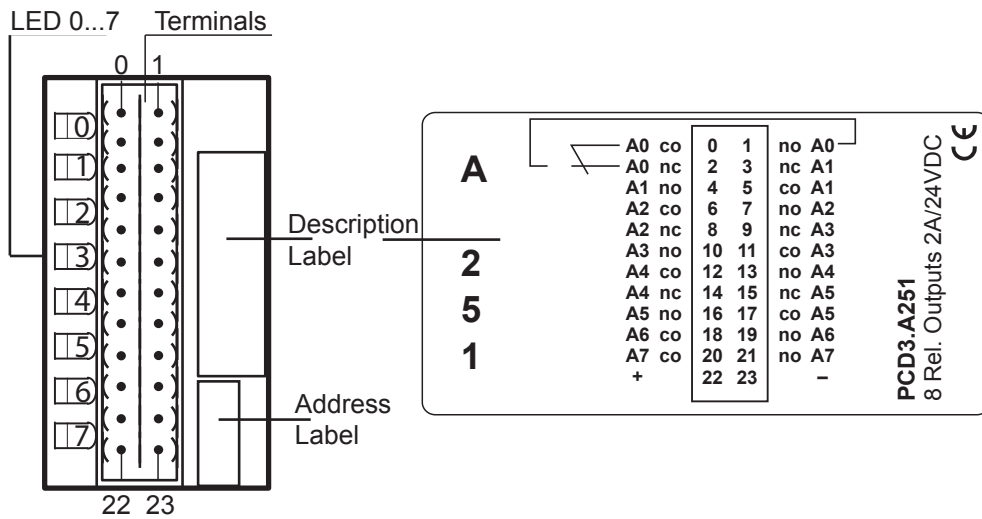 LED 0...7 Terminals
0 1
0
1
2
3
4
5
6
7
22 23
Description
Label
Address
Label
A
2
5
1
A0 co 0 1 no A0
A0 nc 2 3 nc A1
A1 no 4 5 co A1
A2 co 6 7 no A2
A2 nc 8 9 nc A3
A3 no 10 11 co A3
A4 co 12 13 no A4
A4 nc 14 15 nc A5
A5 no 16 17 co A5
A6 co 18 19 no A6
A7 co 20 21 no A7
+ 22 23 –
PCD3.A251
8 Rel. Outputs 2A/24VDC
CE